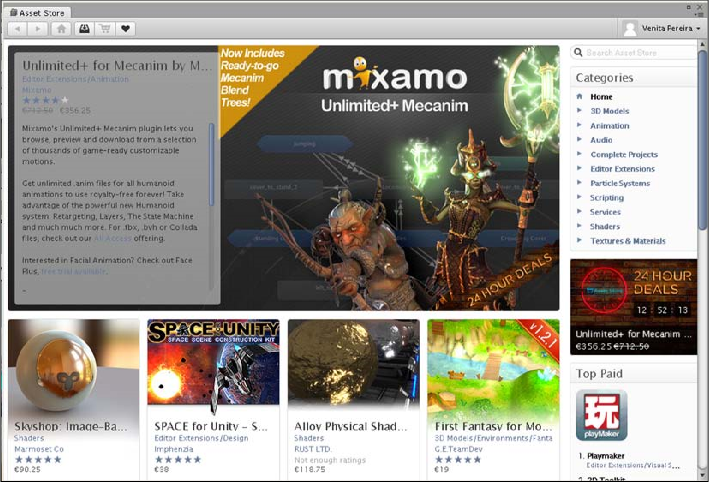 Asset Store
Venita Pereira
Unlimited+ for Mecanim by M...
Editor Extensions/Animation
Mixamo
€712.50 €356.25
Mixamo's Unlimited+ Mecanim plugin lets you
browse, preview and download from a selection
of thousands of game-ready customizable
motions.
Get unlimited .anim files for all humanoid
animations to use royalty-free forever! Take
advantage of the powerful new Humanoid
system: Retargeting, Layers, The State Machine
and much much more. For .fbx, .bvh or Collada
files, check out our All Access offering.
Interested in Facial Animation? Check out Face
Plus, free trial available.
Now Includes
Ready-to-go
Mecanim
Blend
Trees!
mixamo
Unlimited+ Mecanim
jumping
24 HOUR DEALS
Search Asset Store
Categories
Home
3D Models
Animation
Audio
Complete Projects
Editor Extensions
Particle Systems
Scripting
Services
Shaders
Textures & Materials
24 HOUR
DEALS
12 : 52 : 13
Unlimited+ for Mecanim ...
€356.25 €712.50
Top Paid
玩
playMaker
1. Playmaker
Editor Extensions/Visual S...
2. 2D Toolkit
Skyshop: Image-Ba...
Shaders
Marmoset Co
€90.25
SPACE for UNITY
SPACE SCENE CONSTRUCTION KIT
SPACE for Unity - S...
Editor Extensions/Design
Imphenzia
€38
Alloy Physical Shad...
Shaders
RUST LTD.
Not enough ratings
€118.75
v1.2.1
First Fantasy for Mo...
3D Models/Environments/Fanta
G.E.TeamDev
€19